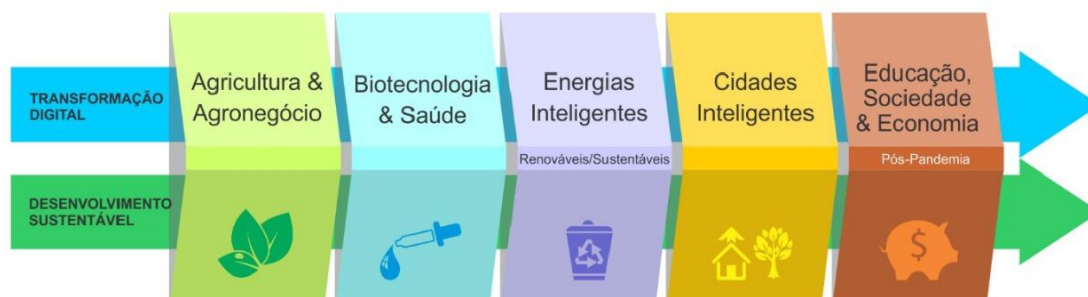 TRANSFORMAÇÃO
DIGITAL
Agricultura &
Agronegócio
Biotecnologia
& Saúde
Energias
Inteligentes
Renováveis/Sustentáveis
Cidades
Inteligentes
Educação,
Sociedade
& Economia
Pós-Pandemia
DESENVOLVIMENTO
SUSTENTÁVEL
$